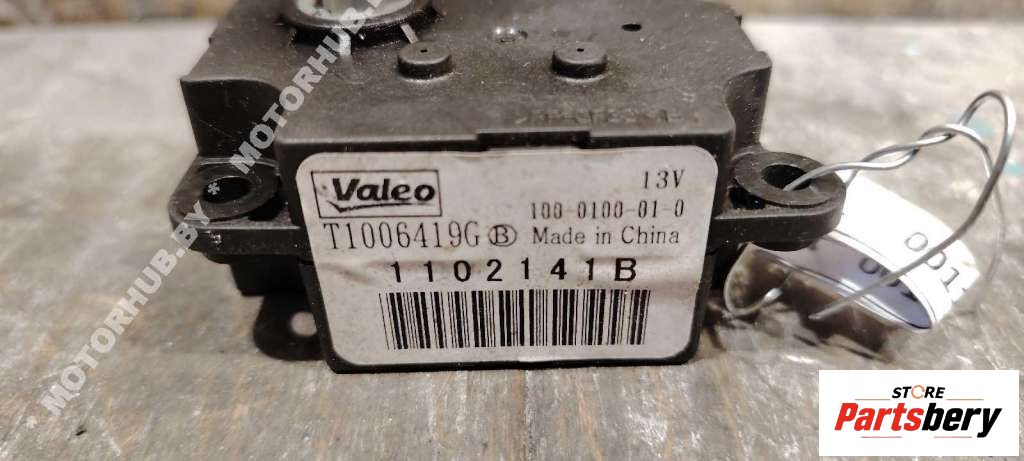 MOTORHUB.BY * MOTORHUB.BY
Valeo
13V
100-0100-01-0
T1006419G Ⓑ Made in China
1102141B
STORE
Partsbery